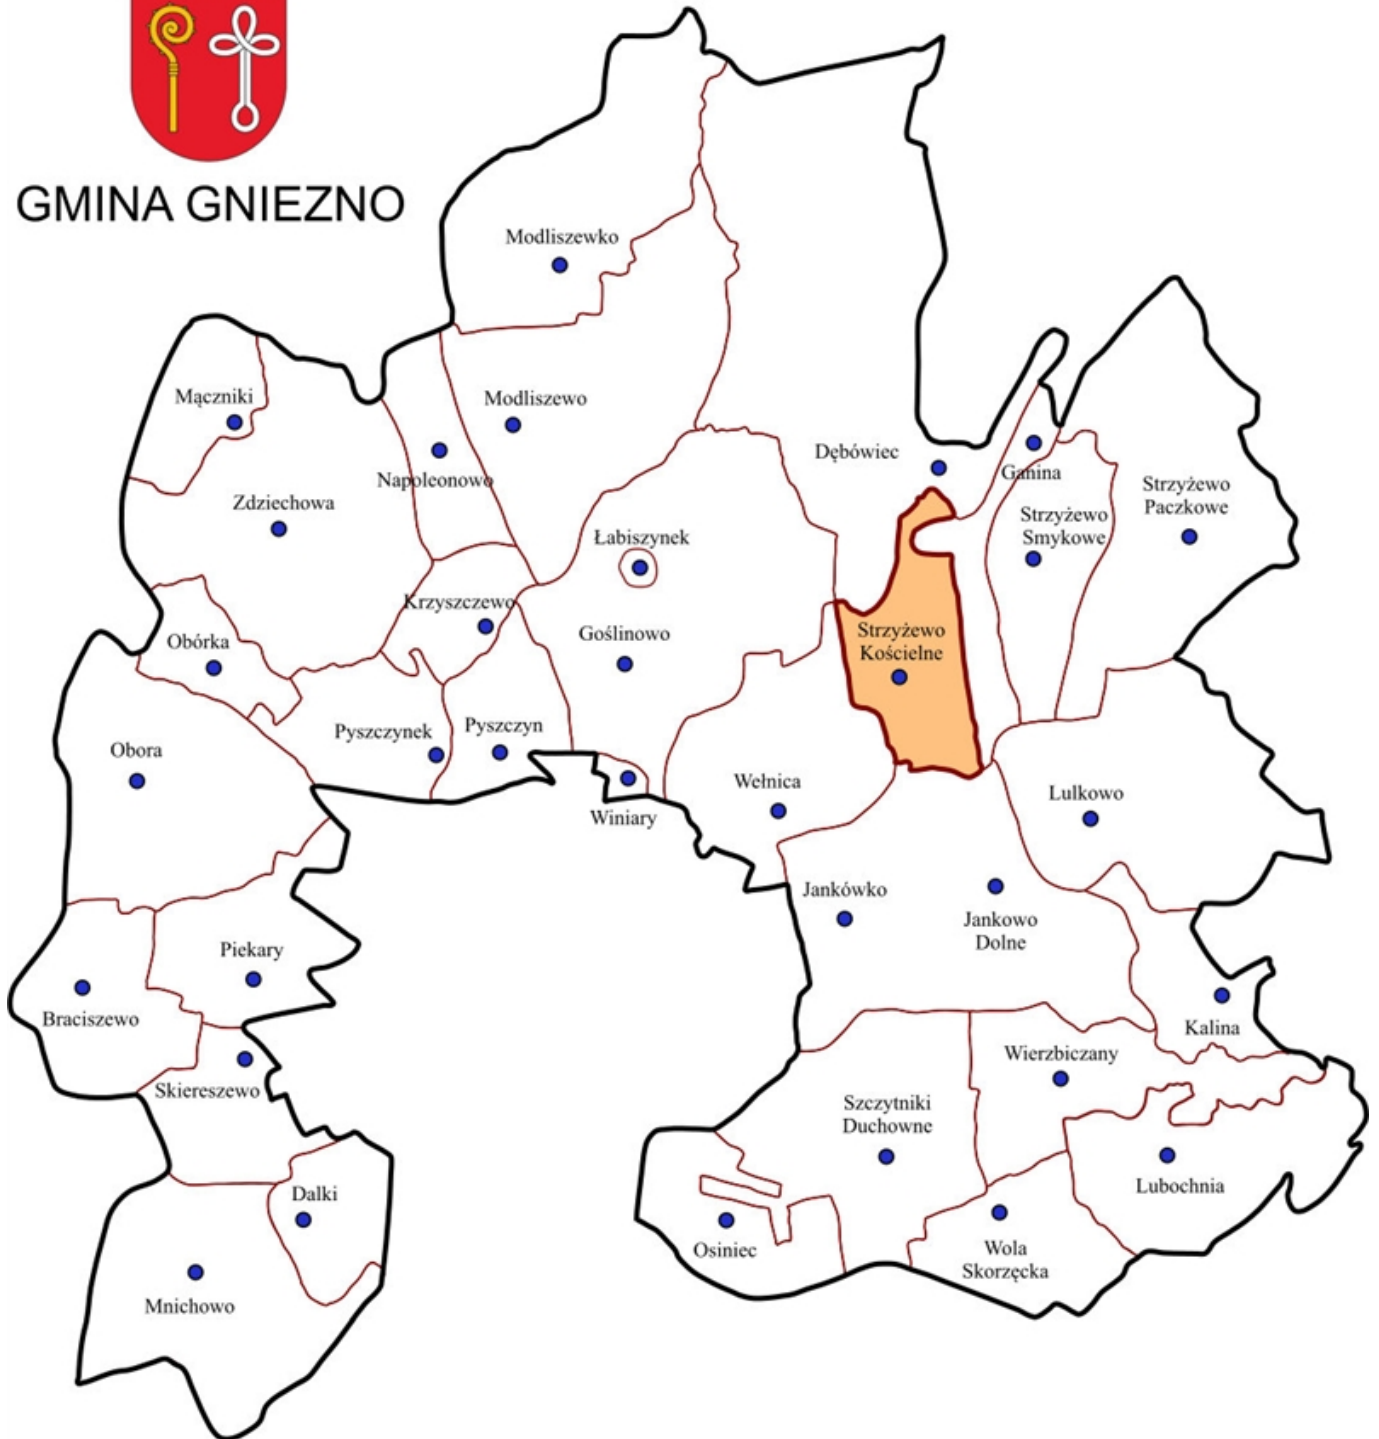 GMINA GNIEZNO
Modliszewko
Mączniki
Modliszewo
Napoleonowo
Zdziechowa
Dębówiec
Ganina
Strzyżewo
Paczkowe
Strzyżewo
Smykowe
Łabiszynek
Krzyszczewo
Goślinowo
Strzyżewo
Kościelne
Obórka
Pyszczynek
Pyszczyn
Obora
Wełnica
Winiary
Lulkowo
Jankówko
Jankowo
Dolne
Piekary
Braciszewo
Kalina
Wierzbiczany
Skiereszewo
Szczytniki
Duchowne
Dalki
Lubochnia
Osiniec
Wola
Skorzęcka
Mnichowo